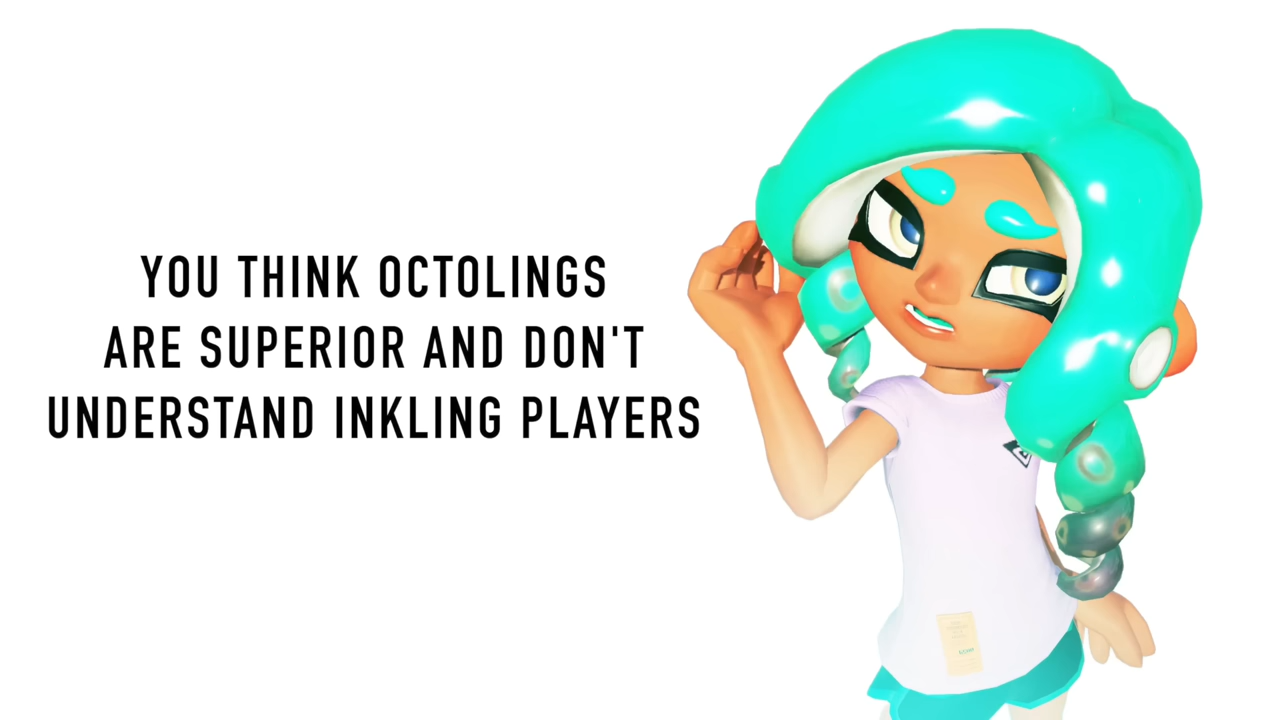 YOU THINK OCTOLINGS
ARE SUPERIOR AND DON'T
UNDERSTAND INKLING PLAYERS